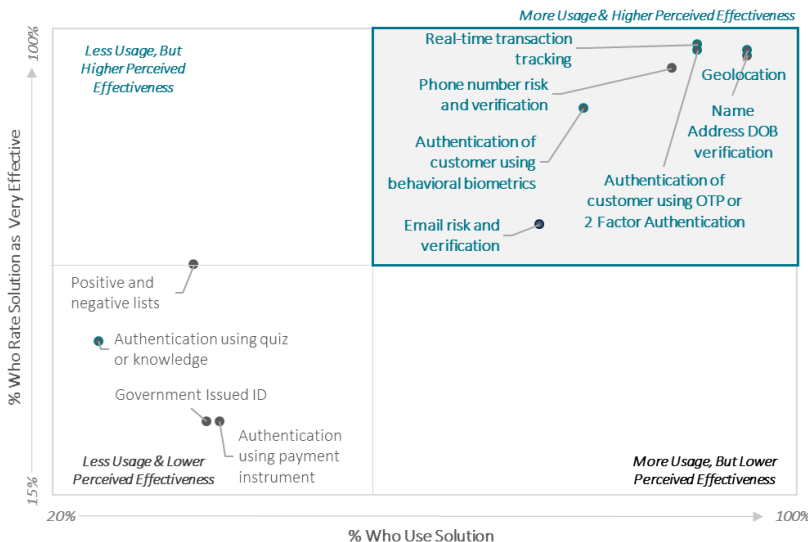 More Usage & Higher Perceived Effectiveness
100%
Less Usage, But
Higher Perceived
Effectiveness
Real-time transaction
tracking
Geolocation
Phone number risk
and verification
Name
Address DOB
verification
Authentication of
customer using
behavioral biometrics
Authentication of
customer using OTP or
2 Factor Authentication
Email risk and
verification
% Who Rate Solution as Very Effective
Positive and
negative lists
Authentication using quiz
or knowledge
Government Issued ID
Authentication
using payment
instrument
Less Usage & Lower
Perceived Effectiveness
More Usage, But Lower
Perceived Effectiveness
15%
20%
100%
% Who Use Solution